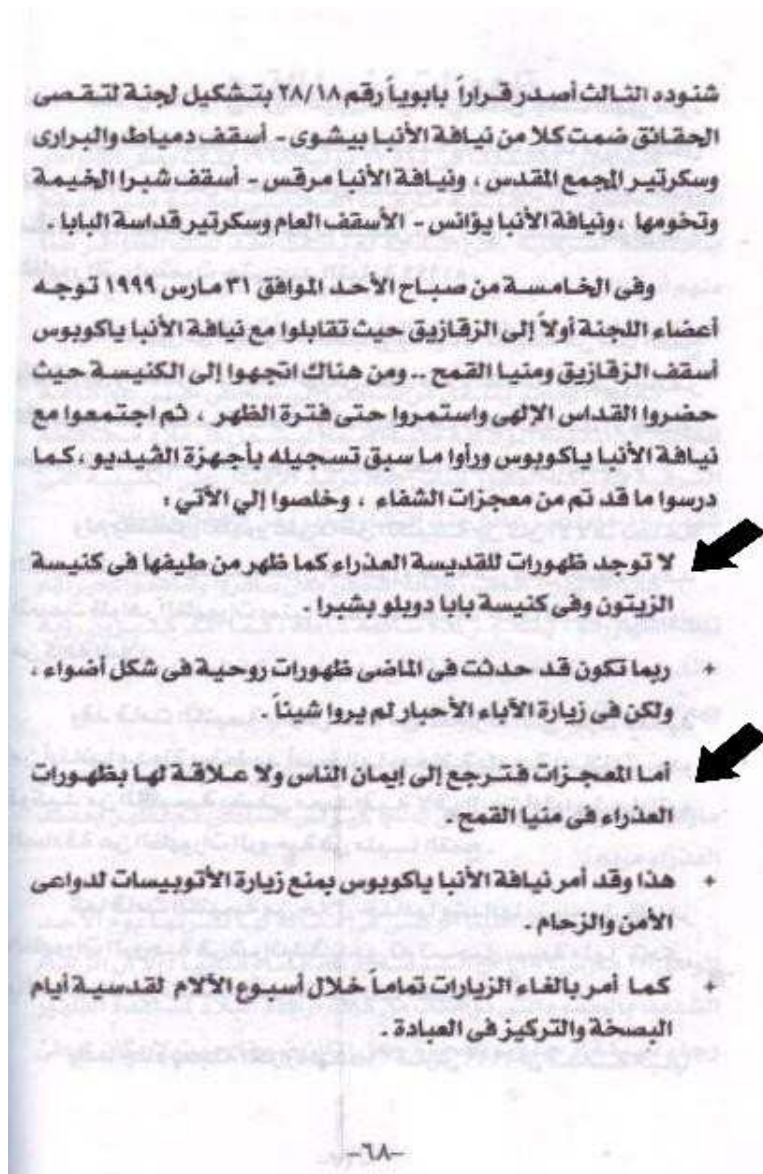 شنوده الثالث أصدر قراراً بابوياً رقم ٢٨/١٨ بتشكيل لجنة لتقصى
الحقائق ضمت كلا من نيافة الأنبا بيشوى - أسقف دمياط والبرارى
وسكرتير المجمع المقدس ، ونيافة الأنبا مرقس - أسقف شبرا الخيمة
وتخومها ، ونيافة الأنبا يؤانس - الأسقف العام وسكرتير قداسة البابا .
وفى الخامسة من صباح الأحد الموافق ٣١ مارس ١٩٩٩ توجه
أعضاء اللجنة أولاً إلى الزقازيق حيث تقابلوا مع نيافة الأنبا ياكوبوس
أسقف الزقازيق ومنيا القمح .. ومن هناك اتجهوا إلى الكنيسة حيث
حضروا القداس الإلهى واستمروا حتى فترة الظهر ، ثم اجتمعوا مع
نيافة الأنبا ياكوبوس ورأوا ما سبق تسجيله بأجهزة الڤيديو ، كما
درسوا ما قد تم من معجزات الشفاء ، وخلصوا إلي الآتي :
لا توجد ظهورات للقديسة العذراء كما ظهر من طيفها فى كنيسة
الزيتون وفى كنيسة بابا دوبلو بشبرا .
+ ربما تكون قد حدثت فى الماضى ظهورات روحية فى شكل أضواء ،
ولكن فى زيارة الآباء الأحبار لم يروا شيئاً .
أما المعجزات فترجع إلى إيمان الناس ولا علاقة لها بظهورات
العذراء فى منيا القمح .
+ هذا وقد أمر نيافة الأنبا ياكوبوس بمنع زيارة الأتوبيسات لدواعى
الأمن والزحام .
+ كما أمر بالغاء الزيارات تماماً خلال أسبوع الآلام لقدسية أيام
البسخة والتركيز فى العبادة .
-٦٨-